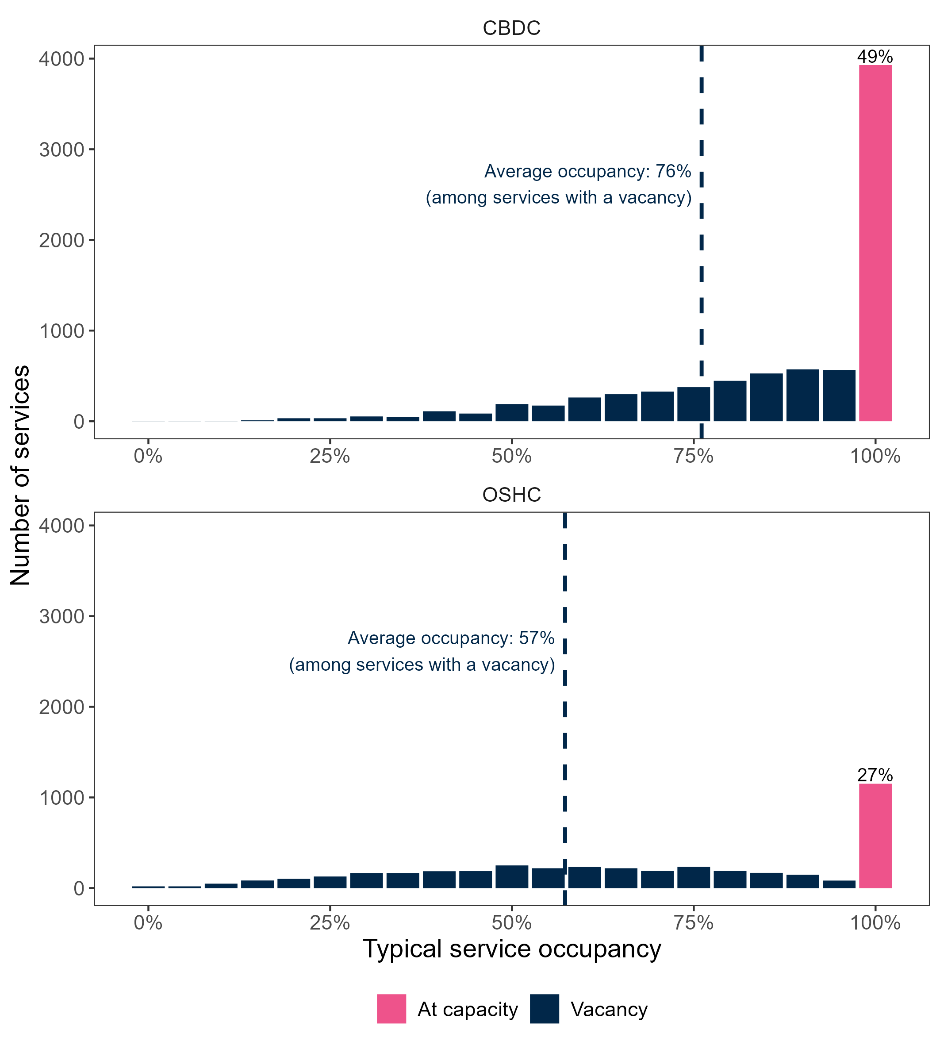 CBDC
4000
49%
3000
Average occupancy: 76%
(among services with a vacancy)
2000
1000
0
0%
25%
50%
75%
100%
Number of services
OSHC
4000
3000
Average occupancy: 57%
(among services with a vacancy)
2000
27%
1000
0
0%
25%
50%
75%
100%
Typical service occupancy
At capacity
Vacancy